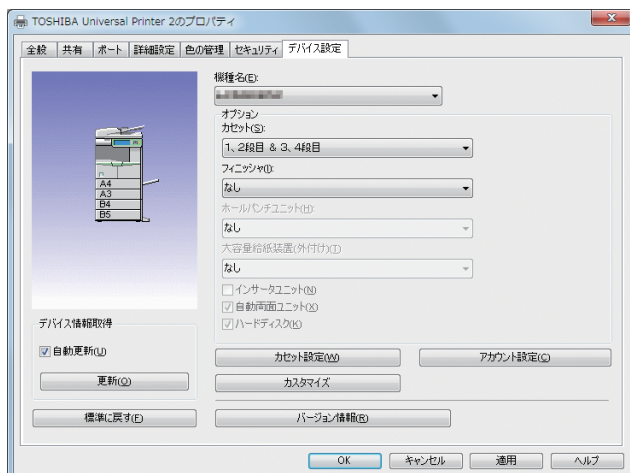 TOSHIBA Universal Printer 2のプロパティ
全般 共有 ポート 詳細設定 色の管理 セキュリティ デバイス設定
機種名(E):
オプション
カセット(S):
1、2段目 & 3、4段目
フィニッシャ(I):
なし
ホールパンチユニット(H):
なし
大容量給紙装置(外付け)(T)
なし
インサータユニット(N)
自動両面ユニット(X)
ハードディスク(K)
A4
A3
B4
B5
デバイス情報取得
自動更新(U)
更新(O)
カセット設定(W) アカウント設定(C)
カスタマイズ
標準に戻す(F) バージョン情報(R)
OK キャンセル 適用 ヘルプ